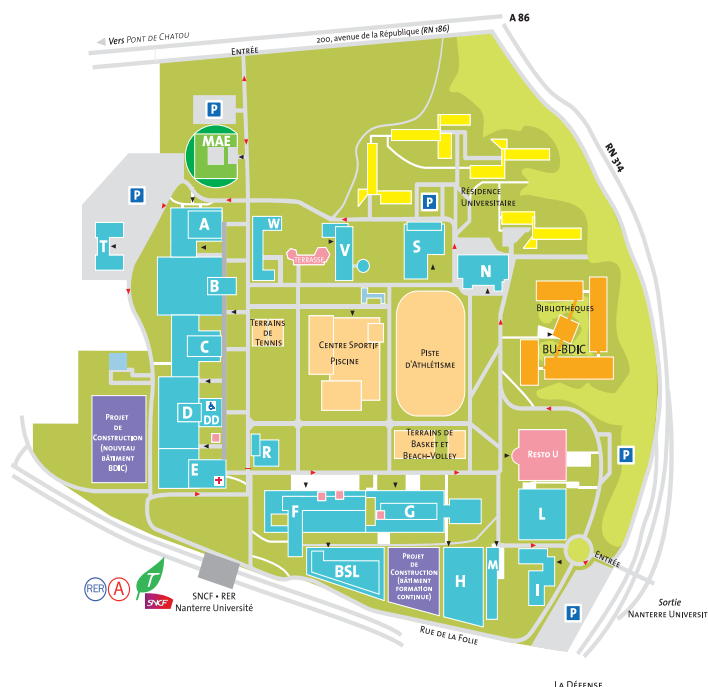 A 86
Vers Pont de Chatou
200, avenue de la République (RN 186)
Entrée
P
MAE
RN 314
P
Résidence
Universitaire
P
A
W
T
V
S
Terrasse
N
B
Bibliothèques
Terrains
de
Tennis
Centre Sportif
Piscine
Piste
d'Athlétisme
BU-BDIC
C
D
DD
Projet
de
Construction
(nouveau
bâtiment
BDIC)
Terrains de
Basket et
Beach-Volley
R
Resto U
P
E
F
G
L
BSL
Projet
de
Construction
(bâtiment
formation
continue)
H
M
I
Entrée
RER
A
T
SNCF
SNCF • RER
Nanterre Université
P
Sortie
Nanterre Universit
Rue de la Folie
La Défense